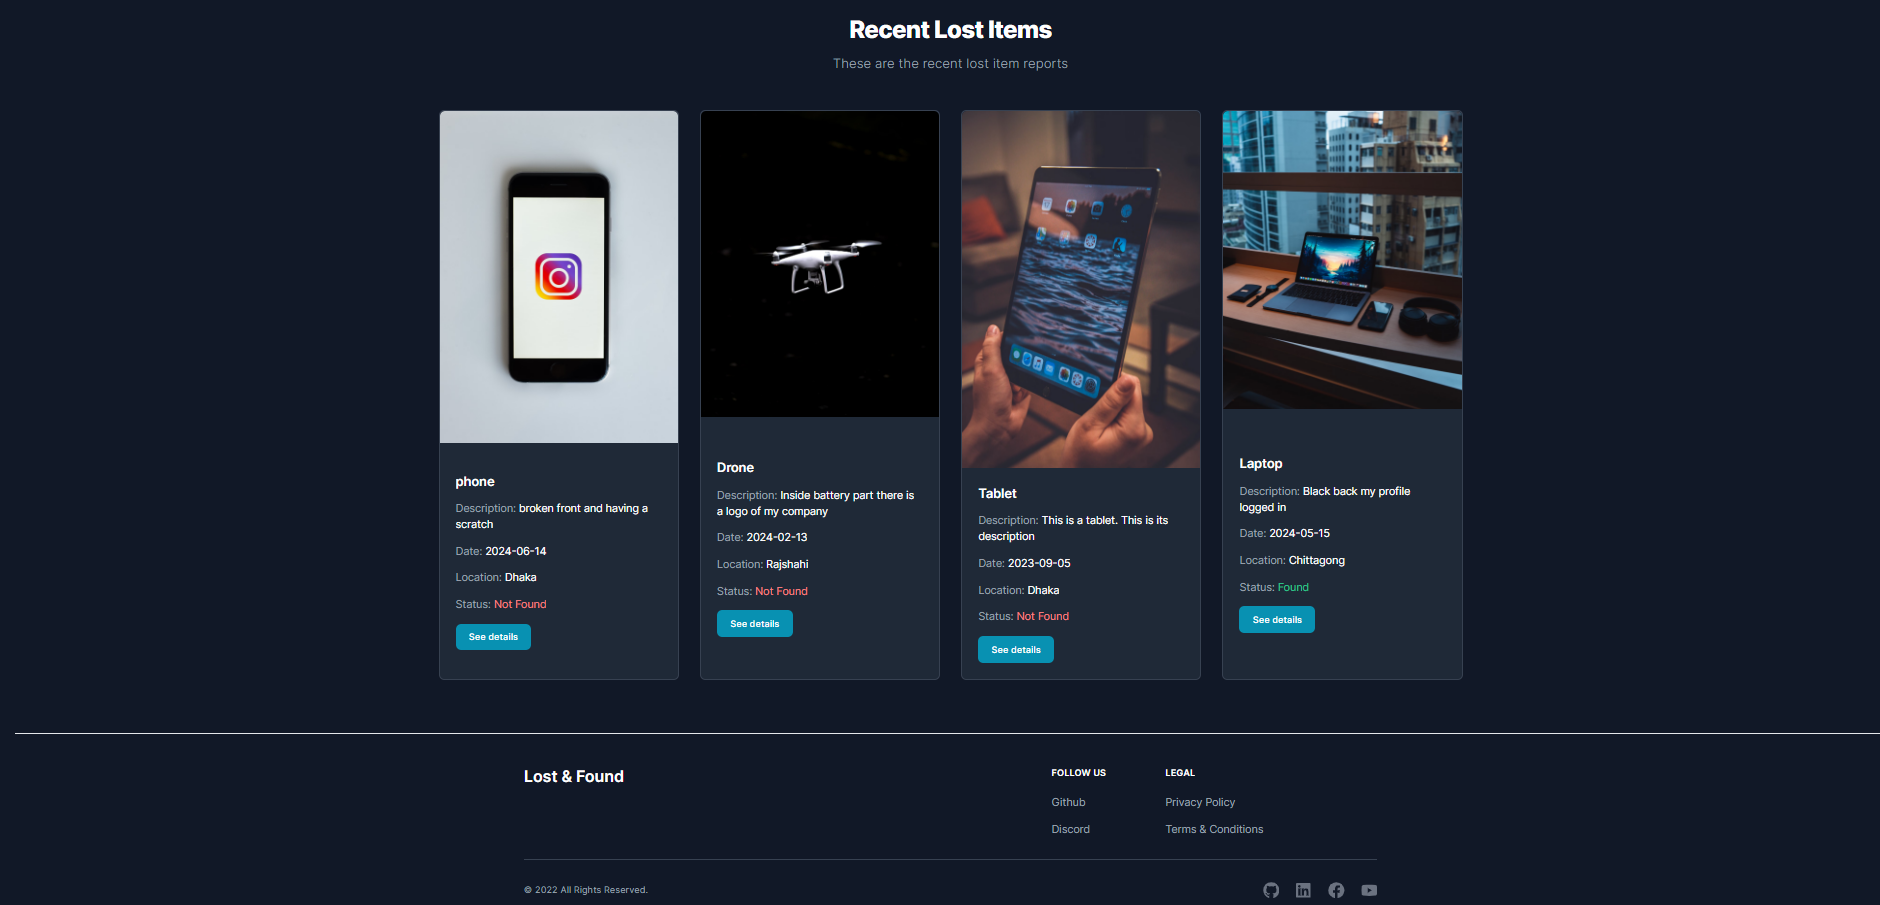 Recent Lost Items
These are the recent lost item reports
phone
Description: broken front and having a
scratch
Date: 2024-06-14
Location: Dhaka
Status: Not Found
See details
Drone
Description: Inside battery part there is
a logo of my company
Date: 2024-02-13
Location: Rajshahi
Status: Not Found
See details
Tablet
Description: This is a tablet. This is its
description
Date: 2023-09-05
Location: Dhaka
Status: Not Found
See details
Laptop
Description: Black back my profile
logged in
Date: 2024-05-15
Location: Chittagong
Status: Found
See details
Lost & Found
FOLLOW US
Github
Discord
LEGAL
Privacy Policy
Terms & Conditions
© 2022 All Rights Reserved.